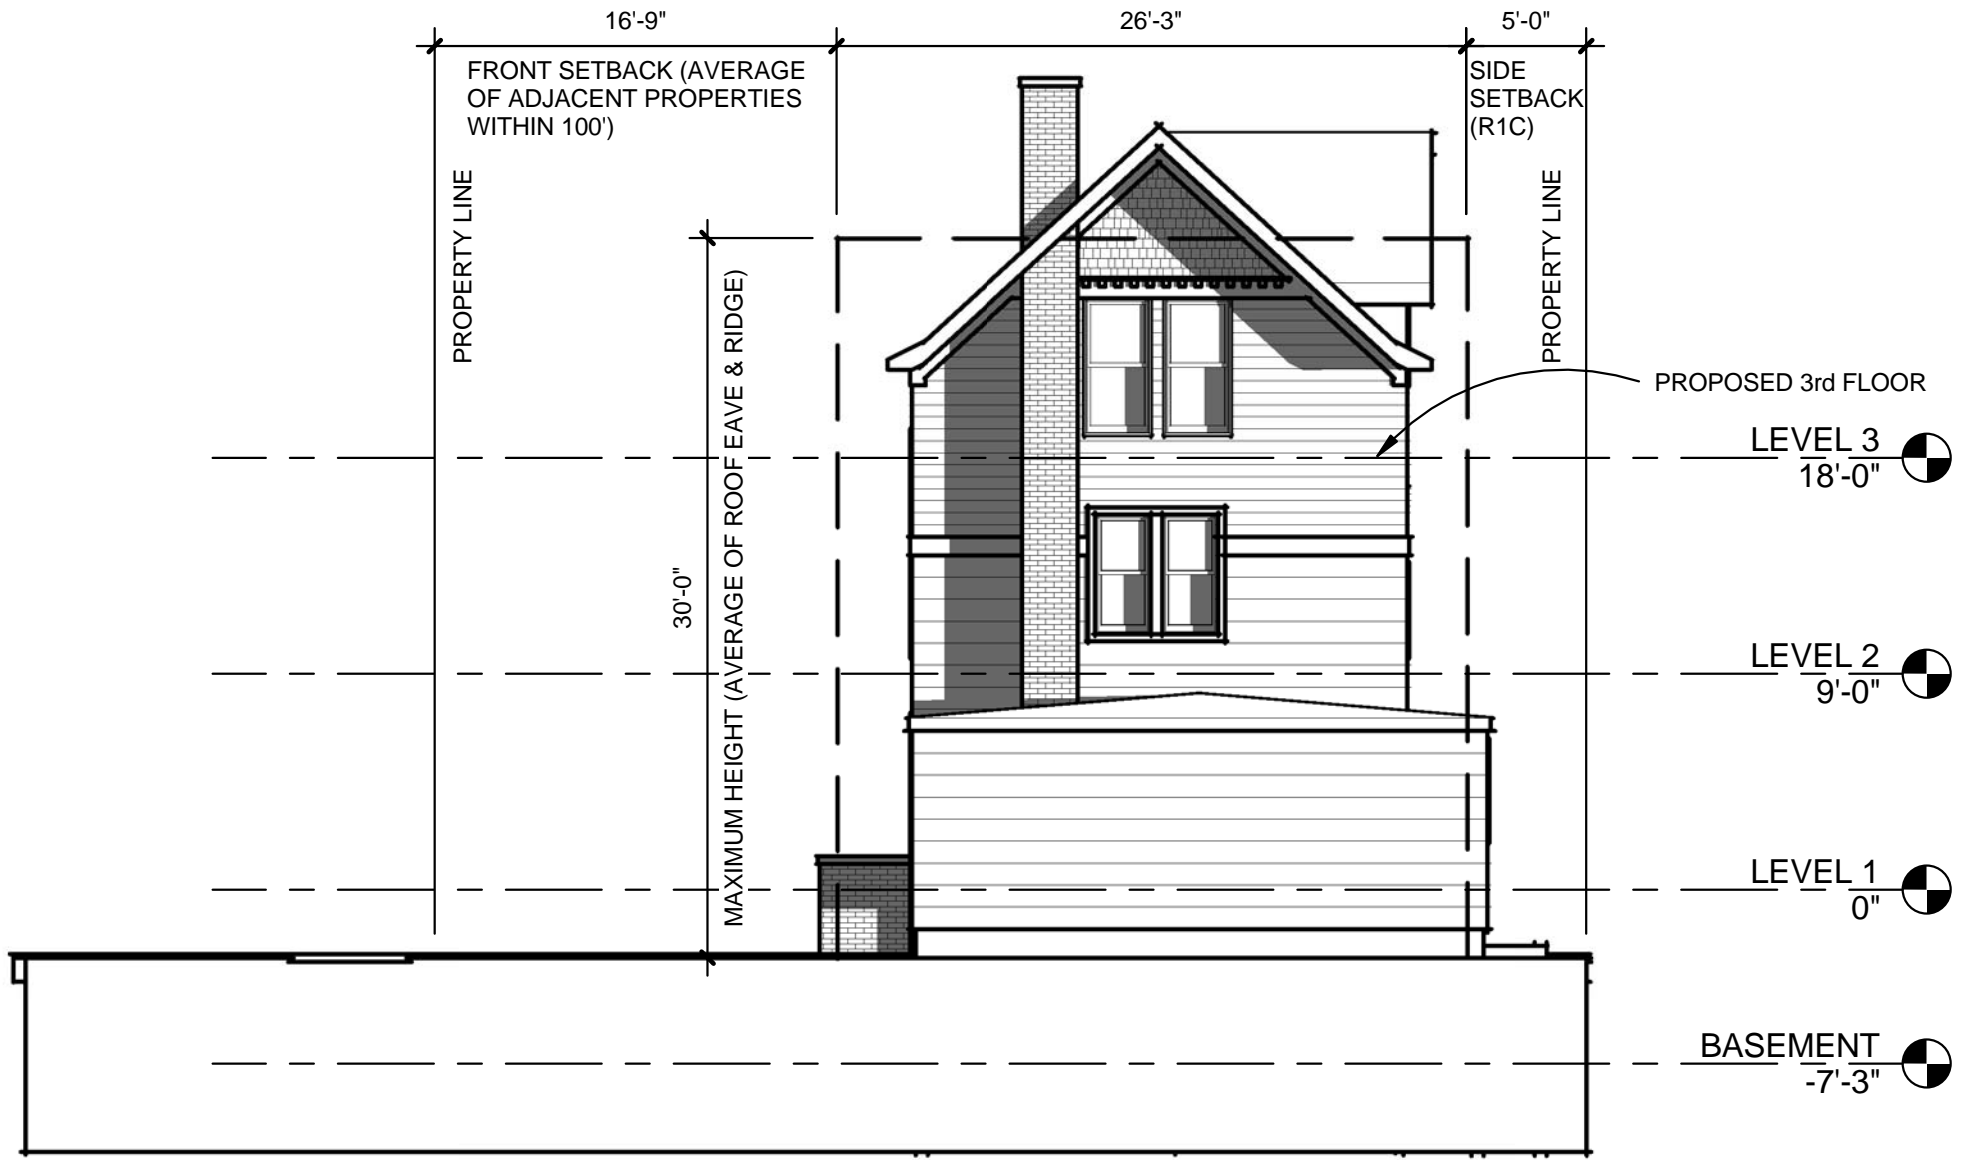 16'-9"
26'-3"
5'-0"
FRONT SETBACK (AVERAGE
OF ADJACENT PROPERTIES
WITHIN 100')
SIDE
SETBACK
(R1C)
PROPERTY LINE
PROPERTY LINE
30'-0"
MAXIMUM HEIGHT (AVERAGE OF ROOF EAVE & RIDGE)
PROPOSED 3rd FLOOR
LEVEL 3
18'-0"
LEVEL 2
9'-0"
LEVEL 1
0"
BASEMENT
-7'-3"